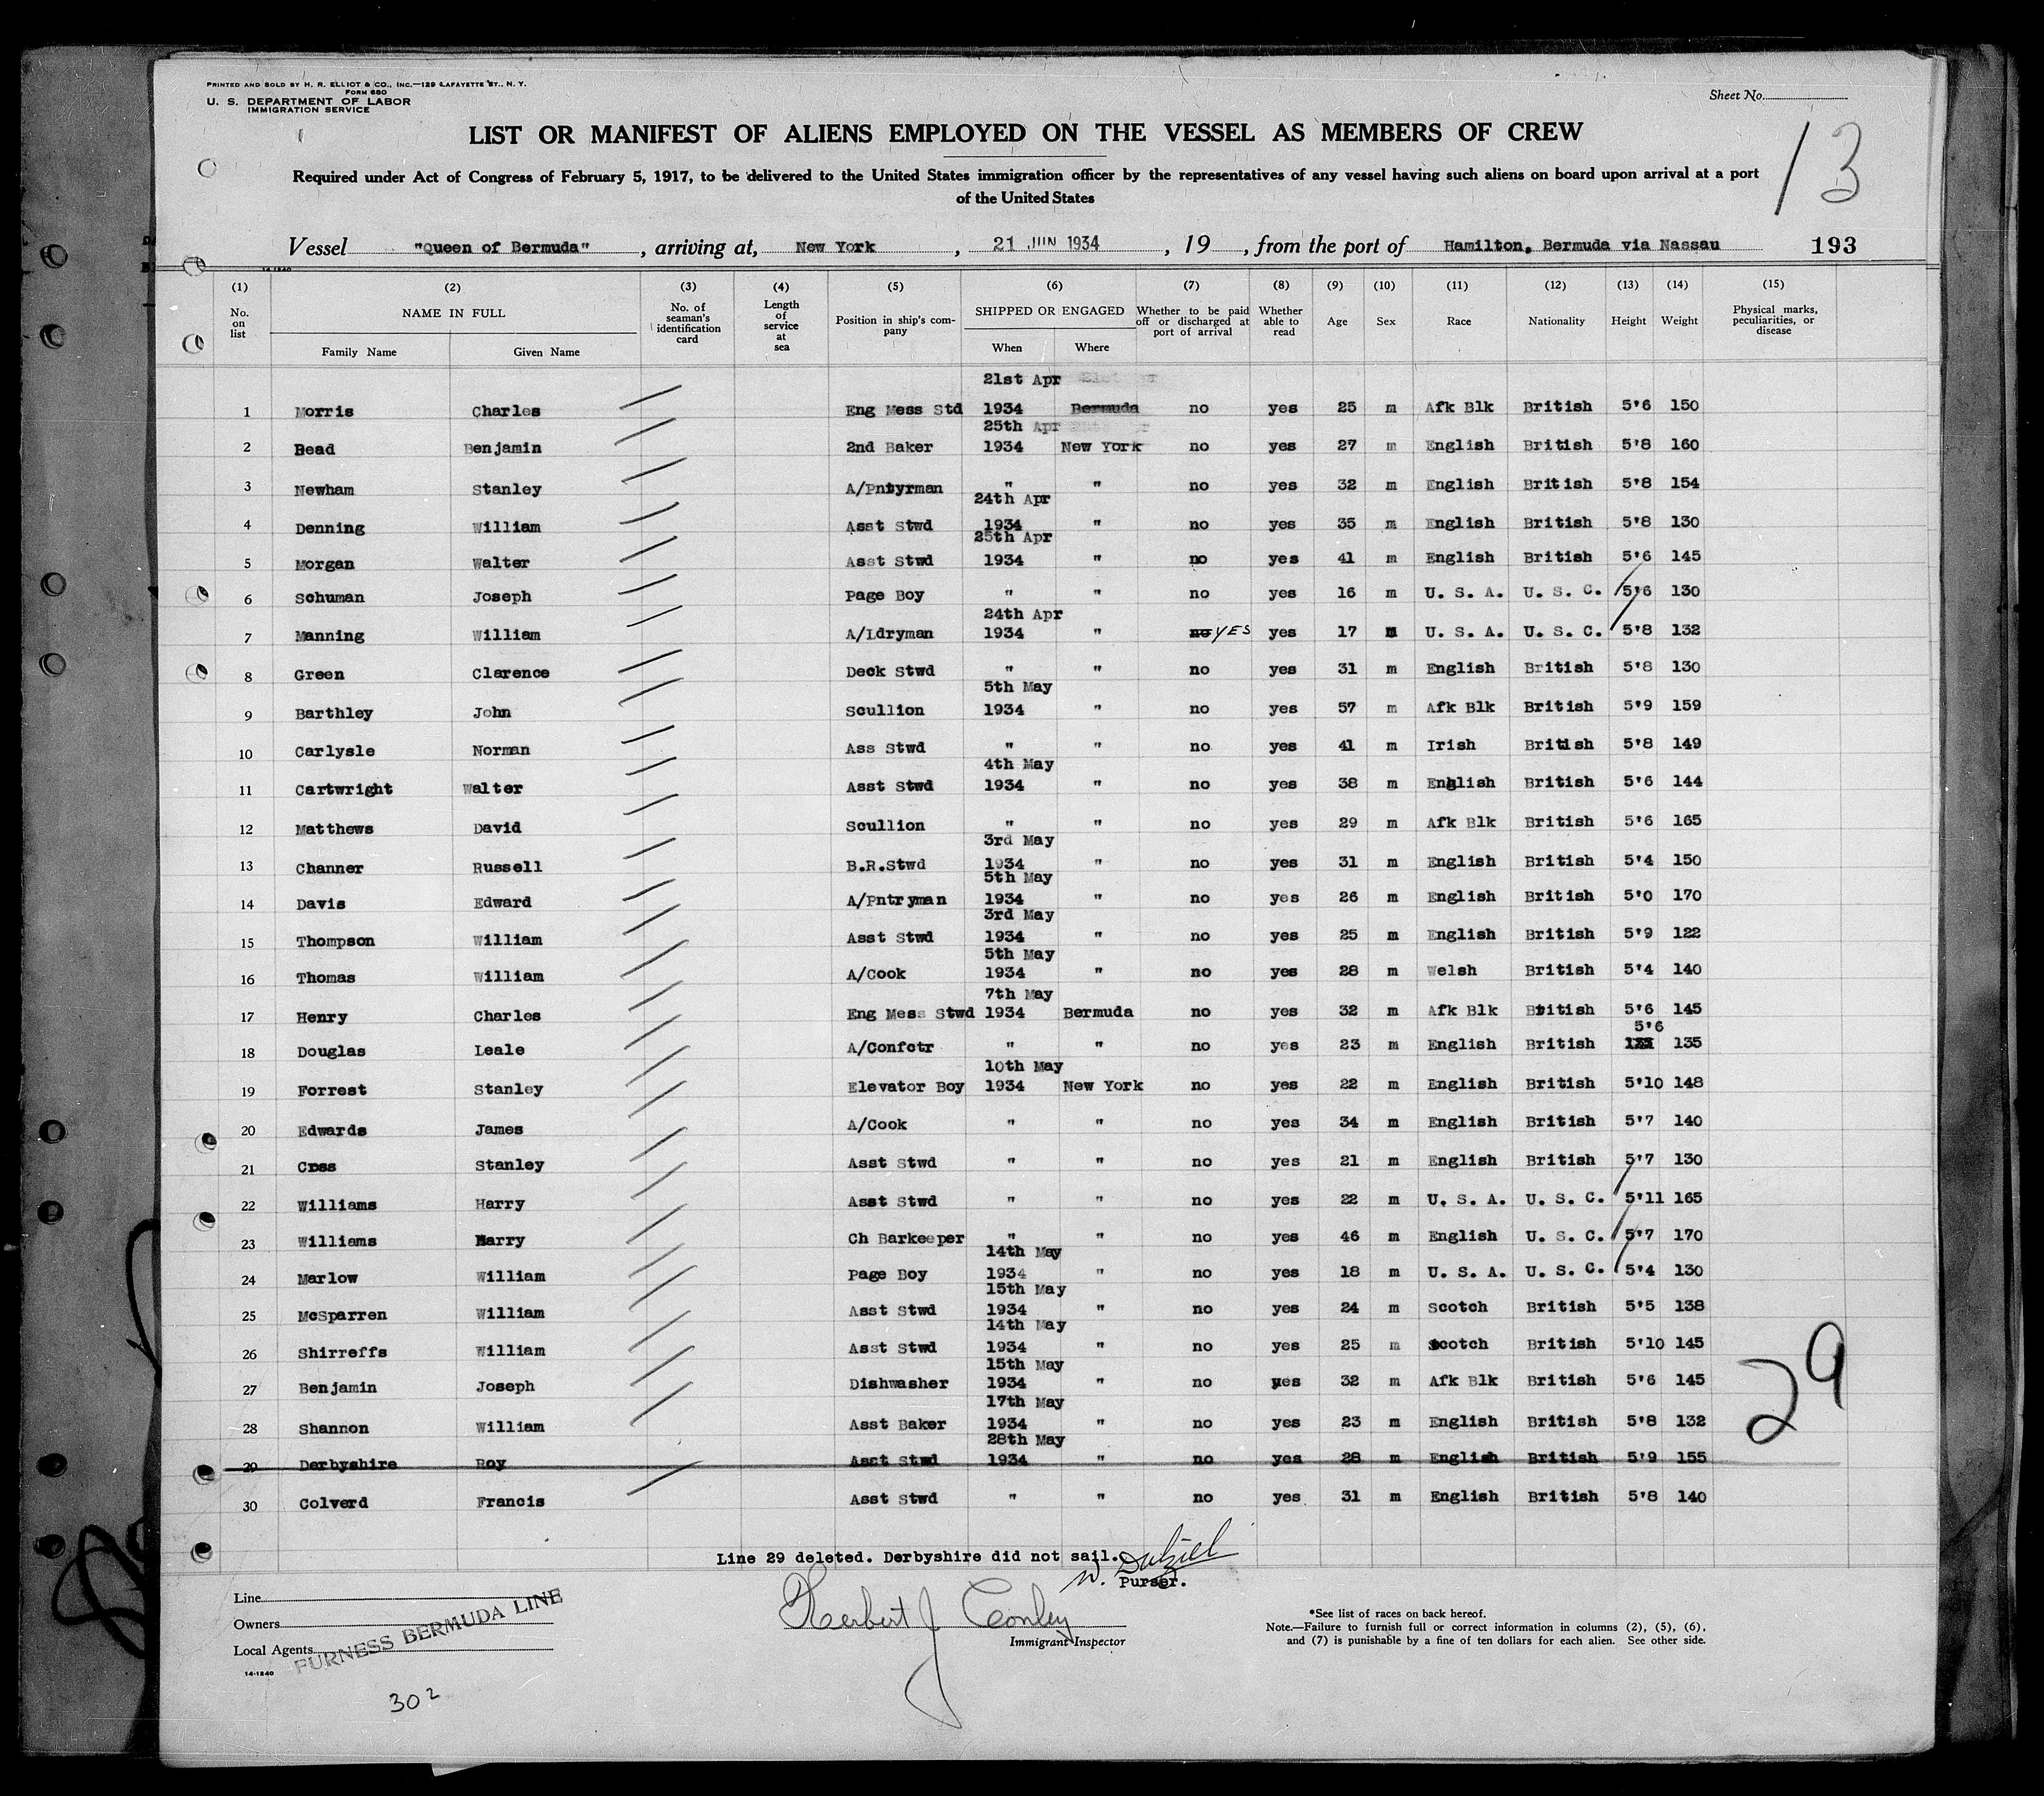 PRINTED AND SOLD BY H. R. ELLIOT & CO., INC.—129 LAFAYETTE ST., N. Y.
FORM 680
U. S. DEPARTMENT OF LABOR
IMMIGRATION SERVICE
Sheet No.
13
LIST OR MANIFEST OF ALIENS EMPLOYED ON THE VESSEL AS MEMBERS OF CREW
Required under Act of Congress of February 5, 1917, to be delivered to the United States immigration officer by the representatives of any vessel having such aliens on board upon arrival at a port
of the United States
Vessel "Queen of Bermuda" , arriving at, New York , 21 JUN 1934 , 19 , from the port of Hamilton, Bermuda via Nassau 193
14-1240
(1) (2) (3) (4) (5) (6) (7) (8) (9) (10) (11) (12) (13) (14) (15)
No. on list NAME IN FULL Family Name Given Name No. of seaman's identification card Length of service at sea Position in ship's company SHIPPED OR ENGAGED When Where Whether to be paid off or discharged at port of arrival Whether able to read Age Sex Race Nationality Height Weight Physical marks, peculiarities, or disease
21st Apr
1 Morris Charles Eng Mess Std 1934 Bermuda no yes 25 m Afk Blk British 5'6 150
25th Apr
2 Bead Benjamin 2nd Baker 1934 New York no yes 27 m English British 5'8 160
3 Newham Stanley A/Pntyrman " " no yes 32 m English British 5'8 154
24th Apr
4 Denning William Asst Stwd 1934 " no yes 35 m English British 5'8 130
25th Apr
5 Morgan Walter Asst Stwd 1934 " no yes 41 m English British 5'6 145
6 Schuman Joseph Page Boy " " no yes 16 m U. S. A. U. S. C. 5'6 130
24th Apr
7 Manning William A/Ldryman 1934 " no YES yes 17 m U. S. A. U. S. C. 5'8 132
8 Green Clarence Deck Stwd " " no yes 31 m English British 5'8 130
5th May
9 Barthley John Scullion 1934 " no yes 57 m Afk Blk British 5'9 159
10 Carlysle Norman Ass Stwd " " no yes 41 m Irish British 5'8 149
4th May
11 Cartwright Walter Asst Stwd 1934 " no yes 38 m English British 5'6 144
12 Matthews David Scullion " " no yes 29 m Afk Blk British 5'6 165
3rd May
13 Channer Russell B.R.Stwd 1934 " no yes 31 m English British 5'4 150
5th May
14 Davis Edward A/Pntryman 1934 " no yes 26 m English British 5'0 170
3rd May
15 Thompson William Asst Stwd 1934 " no yes 25 m English British 5'9 122
5th May
16 Thomas William A/Cook 1934 " no yes 28 m Welsh British 5'4 140
7th May
17 Henry Charles Eng Mess Stwd 1934 Bermuda no yes 32 m Afk Blk British 5'6 145
5'6
18 Douglas Leale A/Confctr " " no yes 23 m English British 135
10th May
19 Forrest Stanley Elevator Boy 1934 New York no yes 22 m English British 5'10 148
20 Edwards James A/Cook " " no yes 34 m English British 5'7 140
21 Cross Stanley Asst Stwd " " no yes 21 m English British 5'7 130
22 Williams Harry Asst Stwd " " no yes 22 m U. S. A. U. S. C. 5'11 165
23 Williams Harry Ch Barkeeper " " no yes 46 m English U. S. C. 5'7 170
14th May
24 Marlow William Page Boy 1934 " no yes 18 m U. S. A. U. S. C. 5'4 130
15th May
25 McSparren William Asst Stwd 1934 " no yes 24 m Scotch British 5'5 138
14th May
26 Shirreffs William Asst Stwd 1934 " no yes 25 m Scotch British 5'10 145
15th May
27 Benjamin Joseph Dishwasher 1934 " no yes 32 m Afk Blk British 5'6 145
17th May
28 Shannon William Asst Baker 1934 " no yes 23 m English British 5'8 132
28th May
29 Derbyshire Roy Asst Stwd 1934 " no yes 28 m English British 5'9 155
30 Colverd Francis Asst Stwd " " no yes 31 m English British 5'8 140
29
Line 29 deleted. Derbyshire did not sail.
W. Dalziel
Purser.
Line
Owners
Local Agents
FURNESS BERMUDA LINE
14-1240
Herbert J Conley
Immigrant Inspector
*See list of races on back hereof.
Note.—Failure to furnish full or correct information in columns (2), (5), (6),
and (7) is punishable by a fine of ten dollars for each alien. See other side.
302